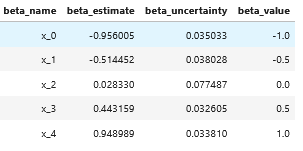 beta_name beta_estimate beta_uncertainty beta_value
x_0 -0.956005 0.035033 -1.0
x_1 -0.514452 0.038028 -0.5
x_2 0.028330 0.077487 0.0
x_3 0.443159 0.032605 0.5
x_4 0.948989 0.033810 1.0